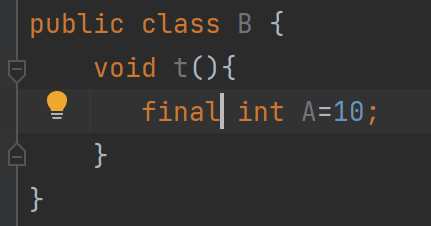 public class B {
    void t(){
        final int A=10;
    }
}